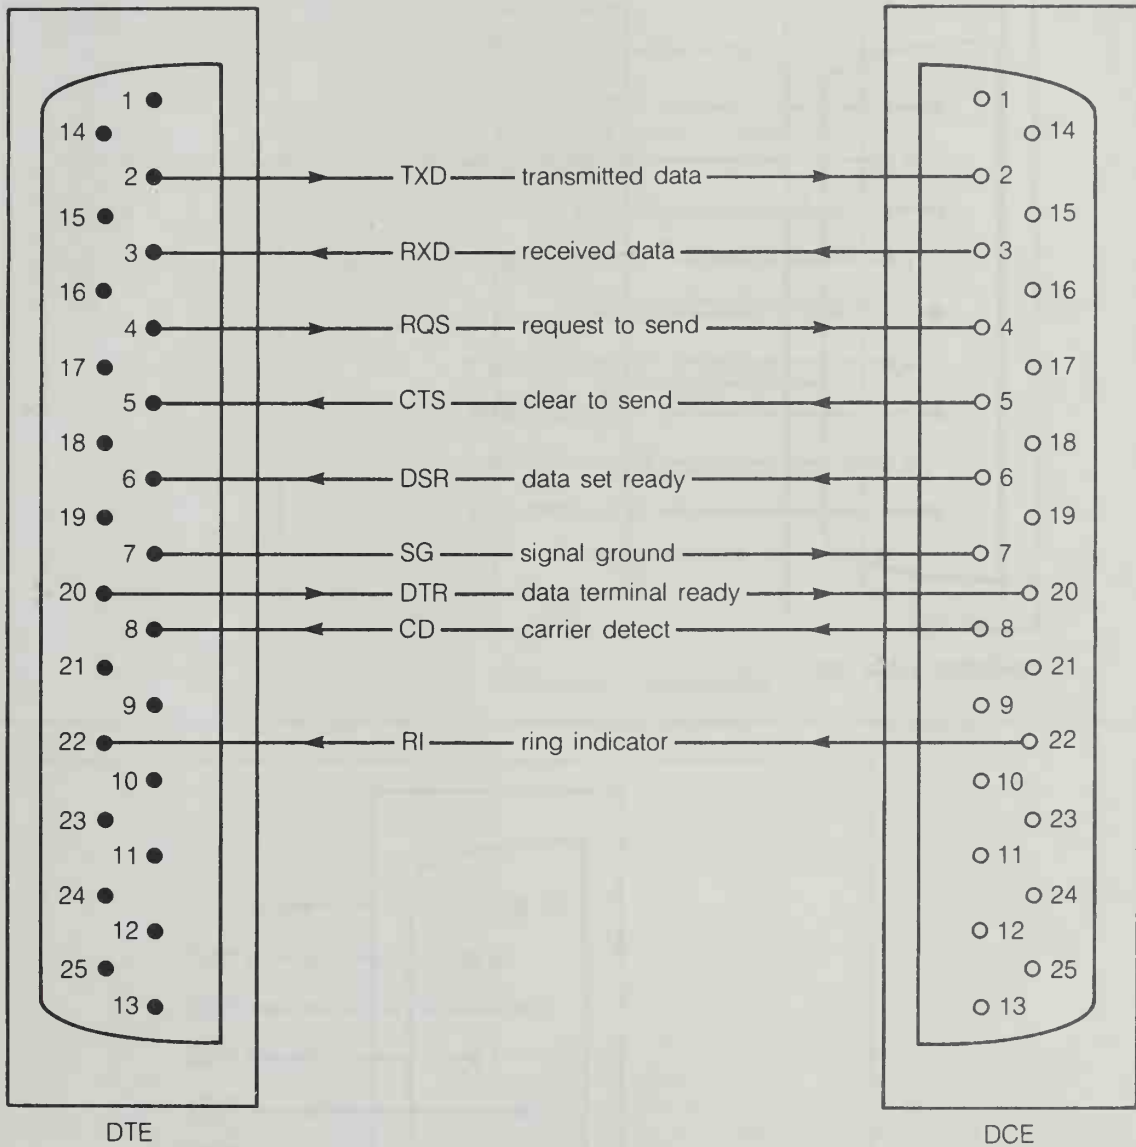 1 1
14 14
2 TXD transmitted data 2
15 15
3 RXD received data 3
16 16
4 RQS request to send 4
17 17
5 CTS clear to send 5
18 18
6 DSR data set ready 6
19 19
7 SG signal ground 7
20 DTR data terminal ready 20
8 CD carrier detect 8
21 21
9 9
22 RI ring indicator 22
10 10
23 23
11 11
24 24
12 12
25 25
13 13
DTE DCE